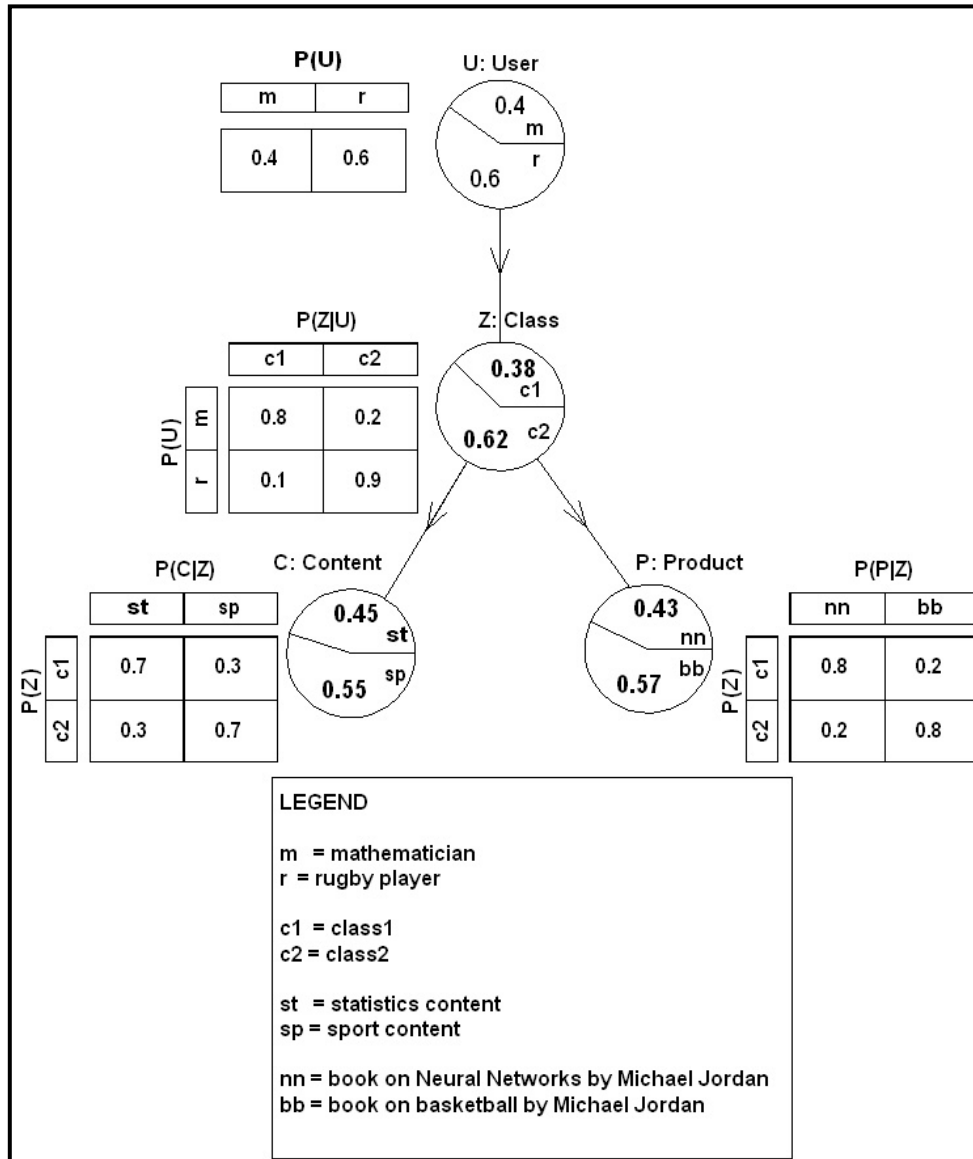 P(U)
U: User
m r
0.4 0.6
0.4
m
r
0.6
P(Z|U)
Z: Class
c1 c2
P(U)
m 0.8 0.2
r 0.1 0.9
0.38
c1
0.62 c2
P(C|Z)
C: Content
st sp
P(Z)
c1 0.7 0.3
c2 0.3 0.7
0.45
st
sp
0.55
P: Product
P(P|Z)
0.43
nn
bb
0.57
nn bb
P(Z)
c1 0.8 0.2
c2 0.2 0.8
LEGEND
m = mathematician
r = rugby player
c1 = class1
c2 = class2
st = statistics content
sp = sport content
nn = book on Neural Networks by Michael Jordan
bb = book on basketball by Michael Jordan